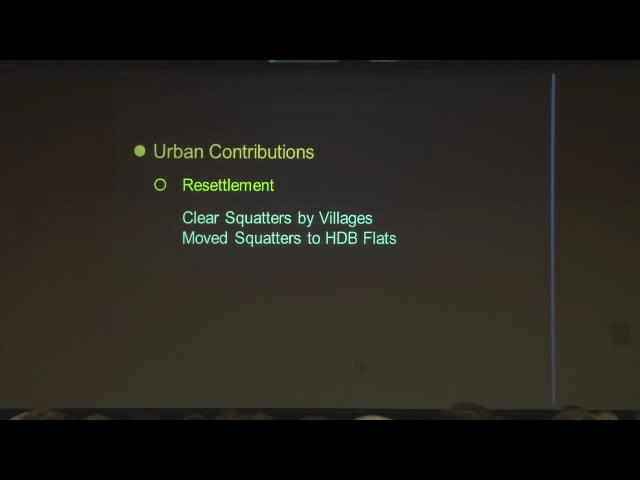 Urban Contributions
Resettlement
Clear Squatters by Villages
Moved Squatters to HDB Flats